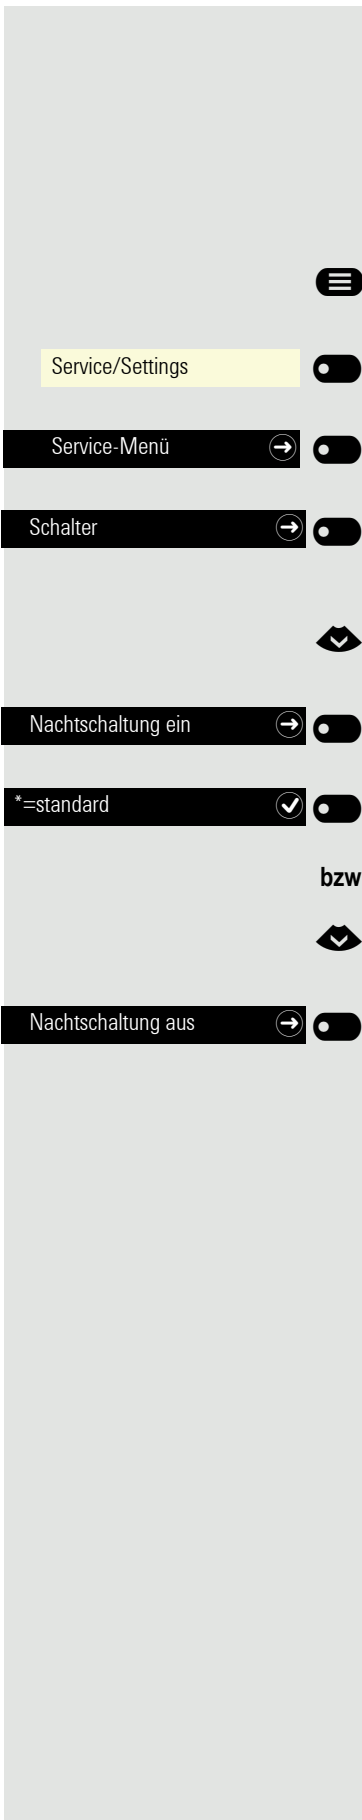 Service/Settings
Service-Menü
Schalter
Nachtschaltung ein
*=standard
bzw
Nachtschaltung aus